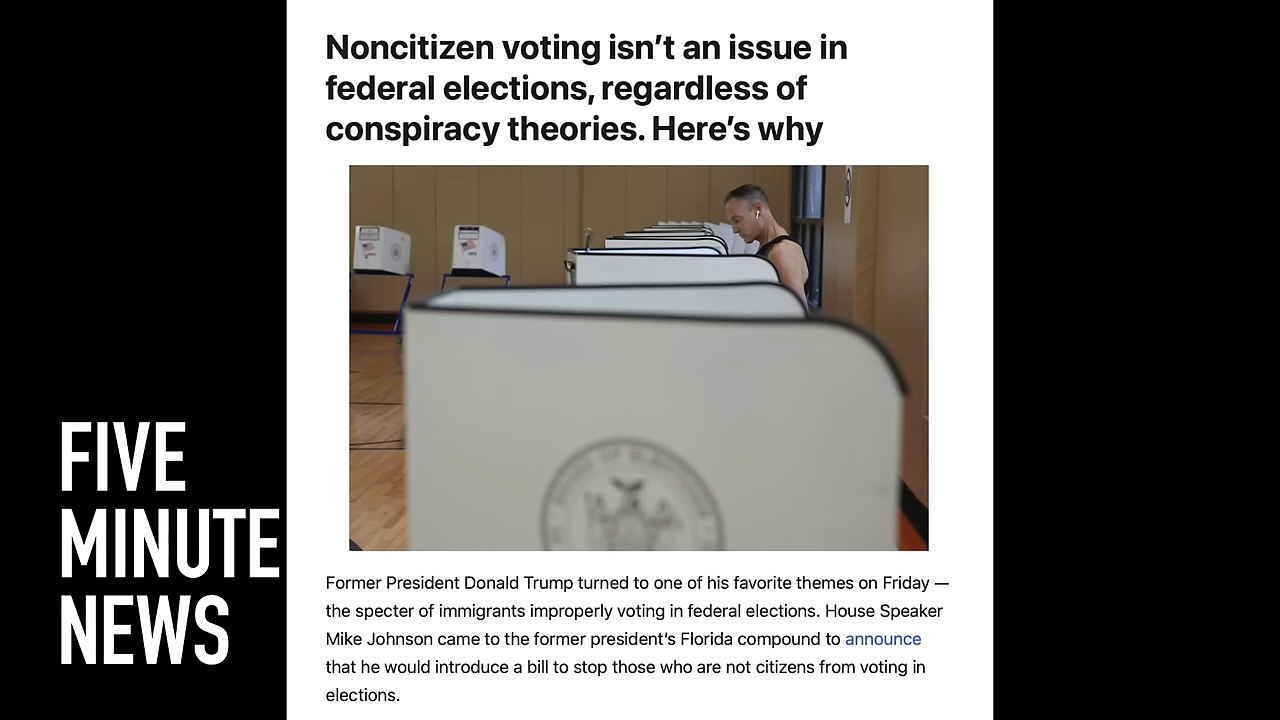 Noncitizen voting isn’t an issue in
federal elections, regardless of
conspiracy theories. Here’s why
FIVE
MINUTE
NEWS
Former President Donald Trump turned to one of his favorite themes on Friday —
the specter of immigrants improperly voting in federal elections. House Speaker
Mike Johnson came to the former president’s Florida compound to announce
that he would introduce a bill to stop those who are not citizens from voting in
elections.